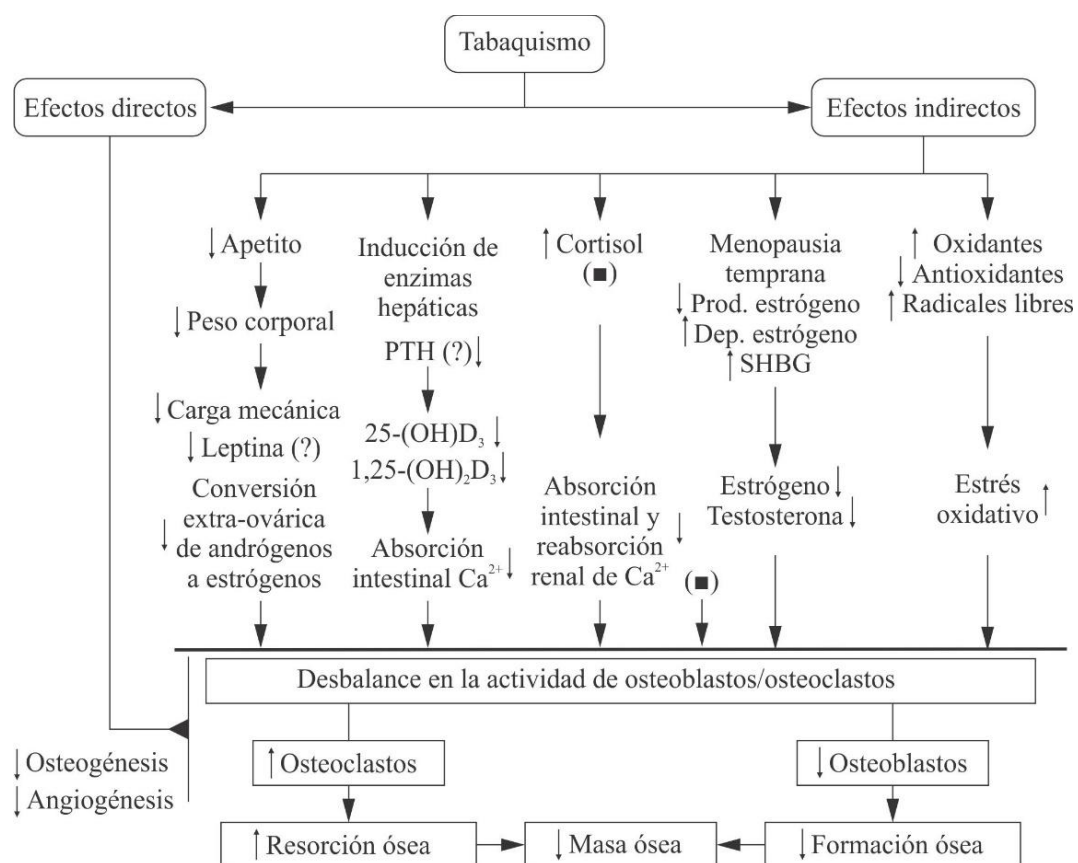 Tabaquismo
Efectos directos
Efectos indirectos
↓ Apetito
↓ Peso corporal
↓ Carga mecánica
↓ Leptina (?)
Conversión
extra-ovárica
↓ de andrógenos
a estrógenos
Inducción de
enzimas
hepáticas
PTH (?) ↓
25-(OH)D₃ ↓
1,25-(OH)₂D₃ ↓
Absorción
intestinal Ca²⁺ ↓
↑ Cortisol
(■)
Absorción
intestinal y
reabsorción ↓
renal de Ca²⁺
(■)
Menopausia
temprana
↓ Prod. estrógeno
↑ Dep. estrógeno
↑ SHBG
Estrógeno ↓
Testosterona ↓
↑ Oxidantes
↓ Antioxidantes
↑ Radicales libres
Estrés
oxidativo ↑
Desbalance en la actividad de osteoblastos/osteoclastos
↓ Osteogénesis
↓ Angiogénesis
↑ Osteoclastos
↓ Osteoblastos
↑ Resorción ósea
↓ Masa ósea
↓ Formación ósea